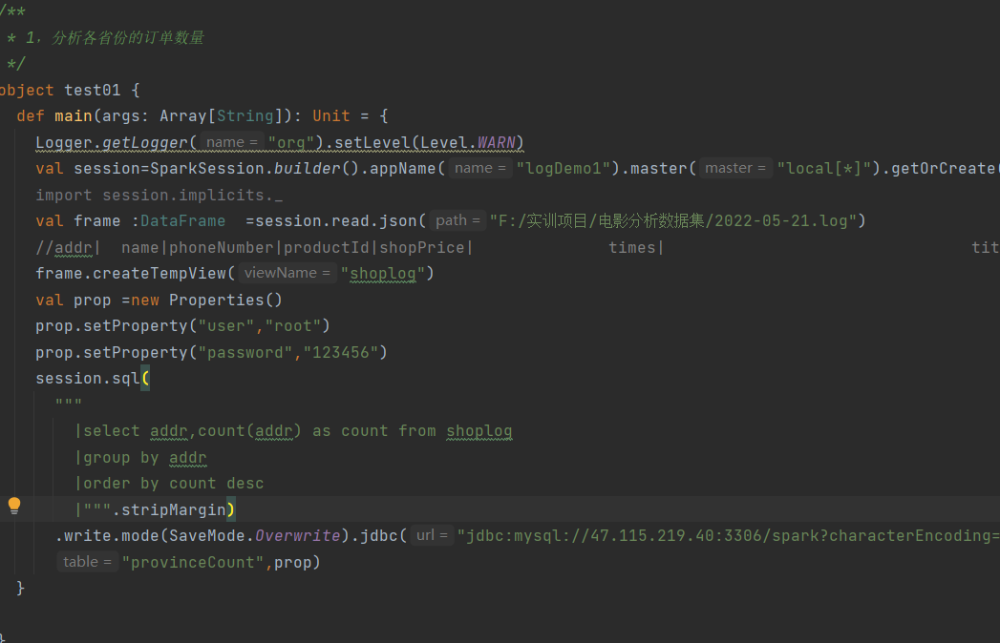 /**
 * 1，分析各省份的订单数量
 */
object test01 {
  def main(args: Array[String]): Unit = {
    Logger.getLogger( name = "org").setLevel(Level.WARN)
    val session=SparkSession.builder().appName( name = "logDemo1").master( master = "local[*]").getOrCreate(
    import session.implicits._
    val frame :DataFrame  =session.read.json( path = "F:/实训项目/电影分析数据集/2022-05-21.log")
    //addr|  name|phoneNumber|productId|shopPrice|              times|                                tit
    frame.createTempView( viewName = "shoplog")
    val prop =new Properties()
    prop.setProperty("user","root")
    prop.setProperty("password","123456")
    session.sql(
      """
        |select addr,count(addr) as count from shoplog
        |group by addr
        |order by count desc
        |""".stripMargin)
      .write.mode(SaveMode.Overwrite).jdbc( url = "jdbc:mysql://47.115.219.40:3306/spark?characterEncoding=
      table = "provinceCount",prop)
  }
}